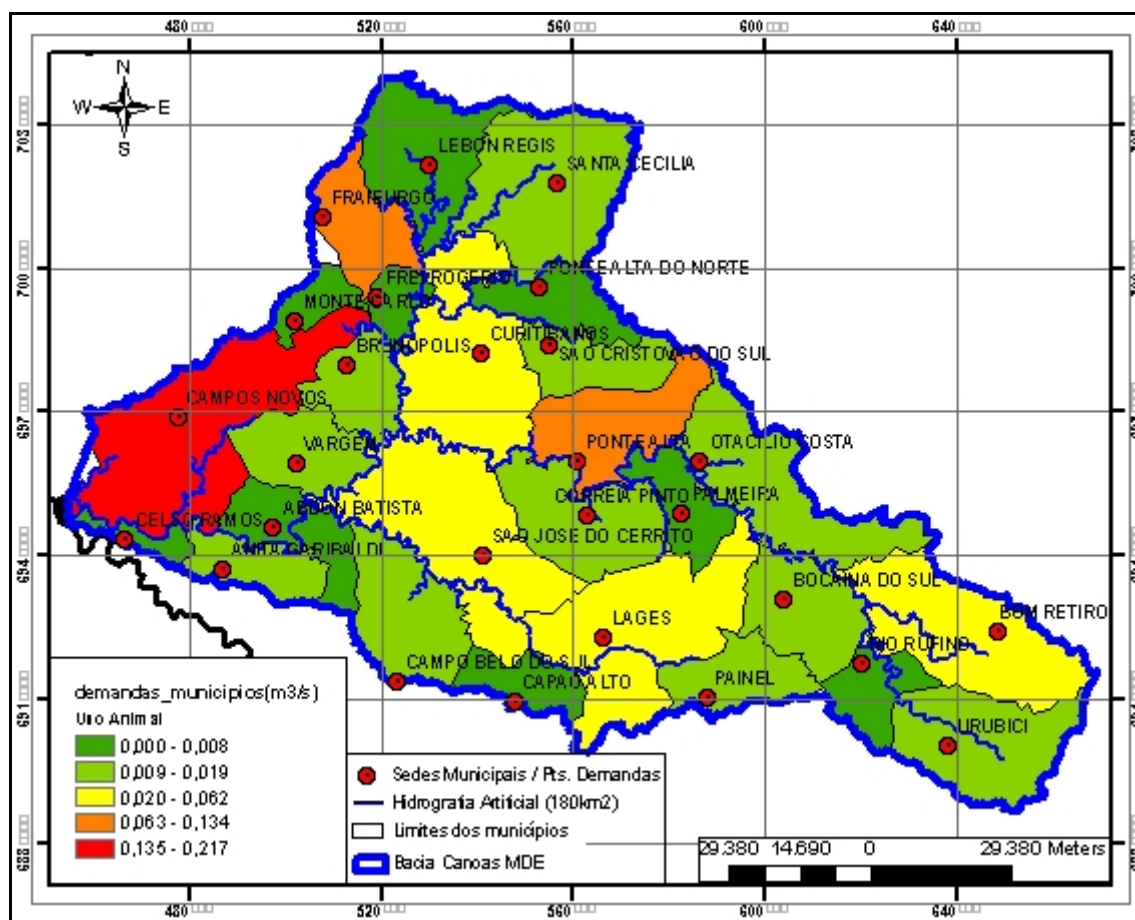 480 520 560 600 640
N
W E
S
703
LEBON REGIS
SANTA CECILIA
FRAIBURGO
700
FREI ROGERIO
PONTE ALTA DO NORTE
MONTE CARLO
CURITIBANOS
BRUNOPOLIS
SAO CRISTOVAO DO SUL
CAMPOS NOVOS
697
VARGEM
PONTE ALTA
OTACILIO COSTA
CORREIA PINTO
PALMEIRA
ABDON BATISTA
CELSO RAMOS
SAO JOSE DO CERRITO
694
ANITA GARIBALDI
BOCAINA DO SUL
BOM RETIRO
LAGES
RIO RUFINO
CAMPO BELO DO SUL
CAPAO ALTO
PAINEL
691
URUBICI
demandas_municipios(m3/s)
Uso Animal
0,000 - 0,008
0,009 - 0,019
0,020 - 0,062
0,063 - 0,134
0,135 - 0,217
Sedes Municipais / Pts. Demandas
Hidrografia Artificial (180km2)
Limites dos municípios
Bacia Canoas MDE
688
29.380 14.690 0 29.380 Meters
480 520 560 600 640